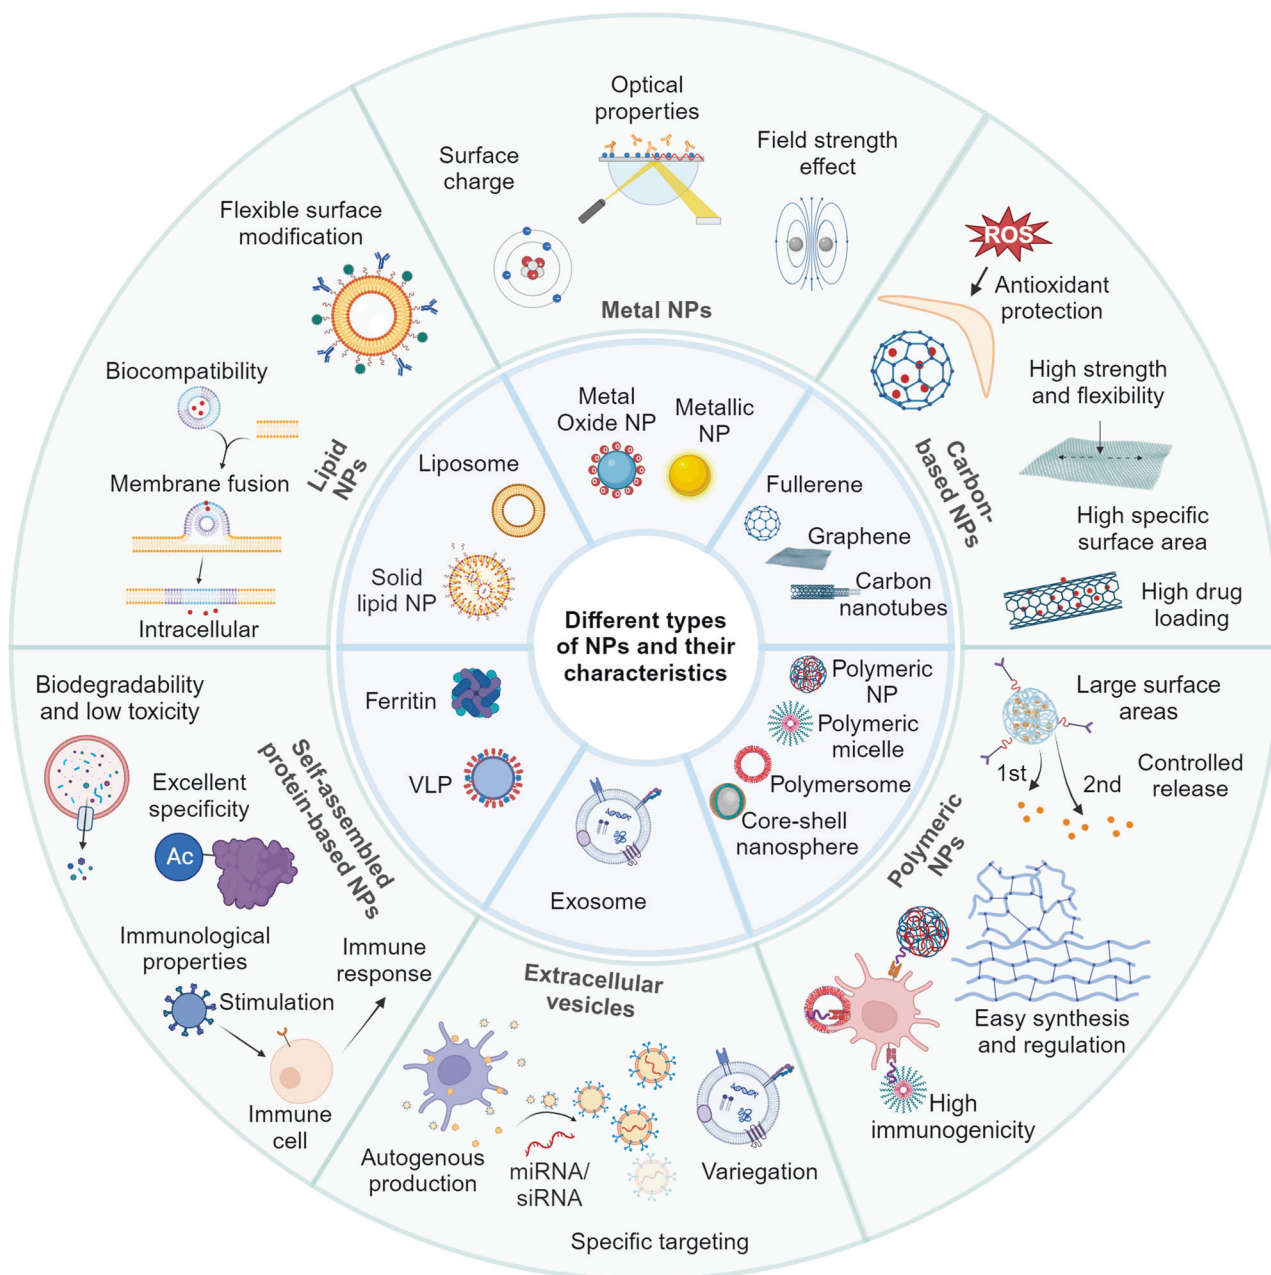 Optical
properties
Surface
charge
Field strength
effect
Metal NPs
Flexible surface
modification
Biocompatibility
Membrane fusion
Intracellular
Lipid
NPs
ROS
Antioxidant
protection
High strength
and flexibility
High specific
surface area
High drug
loading
Carbon-
based NPs
Metal
Oxide NP
Metallic
NP
Liposome
Solid
lipid NP
Fullerene
Graphene
Carbon
nanotubes
Different types
of NPs and their
characteristics
Ferritin
VLP
Exosome
Polymeric
NP
Polymeric
micelle
Polymersome
Core-shell
nanosphere
Biodegradability
and low toxicity
Excellent
specificity
Ac
Immunological
properties
Stimulation
Immune
response
Immune
cell
Self-assembled
protein-based NPs
Extracellular
vesicles
Autogenous
production
miRNA/
siRNA
Variegation
Specific targeting
Polymeric
NPs
Large surface
areas
1st
2nd
Controlled
release
Easy synthesis
and regulation
High
immunogenicity